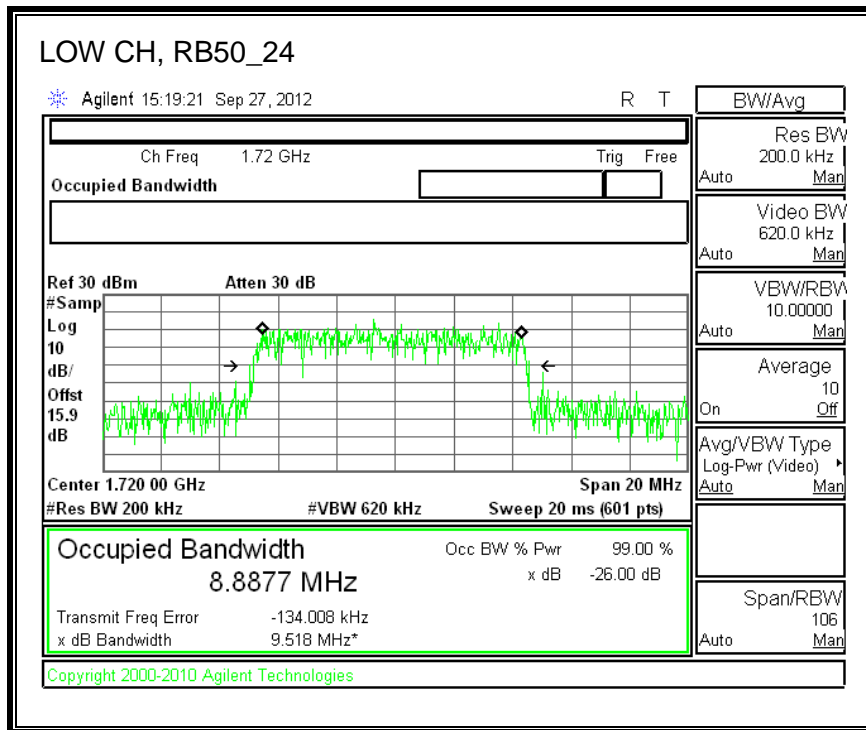 LOW CH, RB50_24
Agilent 15:19:21 Sep 27, 2012 R T
Ch Freq 1.72 GHz Trig Free
Occupied Bandwidth
Ref 30 dBm Atten 30 dB
#Samp
Log
10
dB/
Offst
15.9
dB
Center 1.720 00 GHz Span 20 MHz
#Res BW 200 kHz #VBW 620 kHz Sweep 20 ms (601 pts)
Occupied Bandwidth
8.8877 MHz
Occ BW % Pwr 99.00 %
x dB -26.00 dB
Transmit Freq Error -134.008 kHz
x dB Bandwidth 9.518 MHz*
Copyright 2000-2010 Agilent Technologies
BW/Avg
Res BW
200.0 kHz
Auto Man
Video BW
620.0 kHz
Auto Man
VBW/RBW
10.00000
Auto Man
Average
10
On Off
Avg/VBW Type
Log-Pwr (Video)
Auto Man
Span/RBW
106
Auto Man